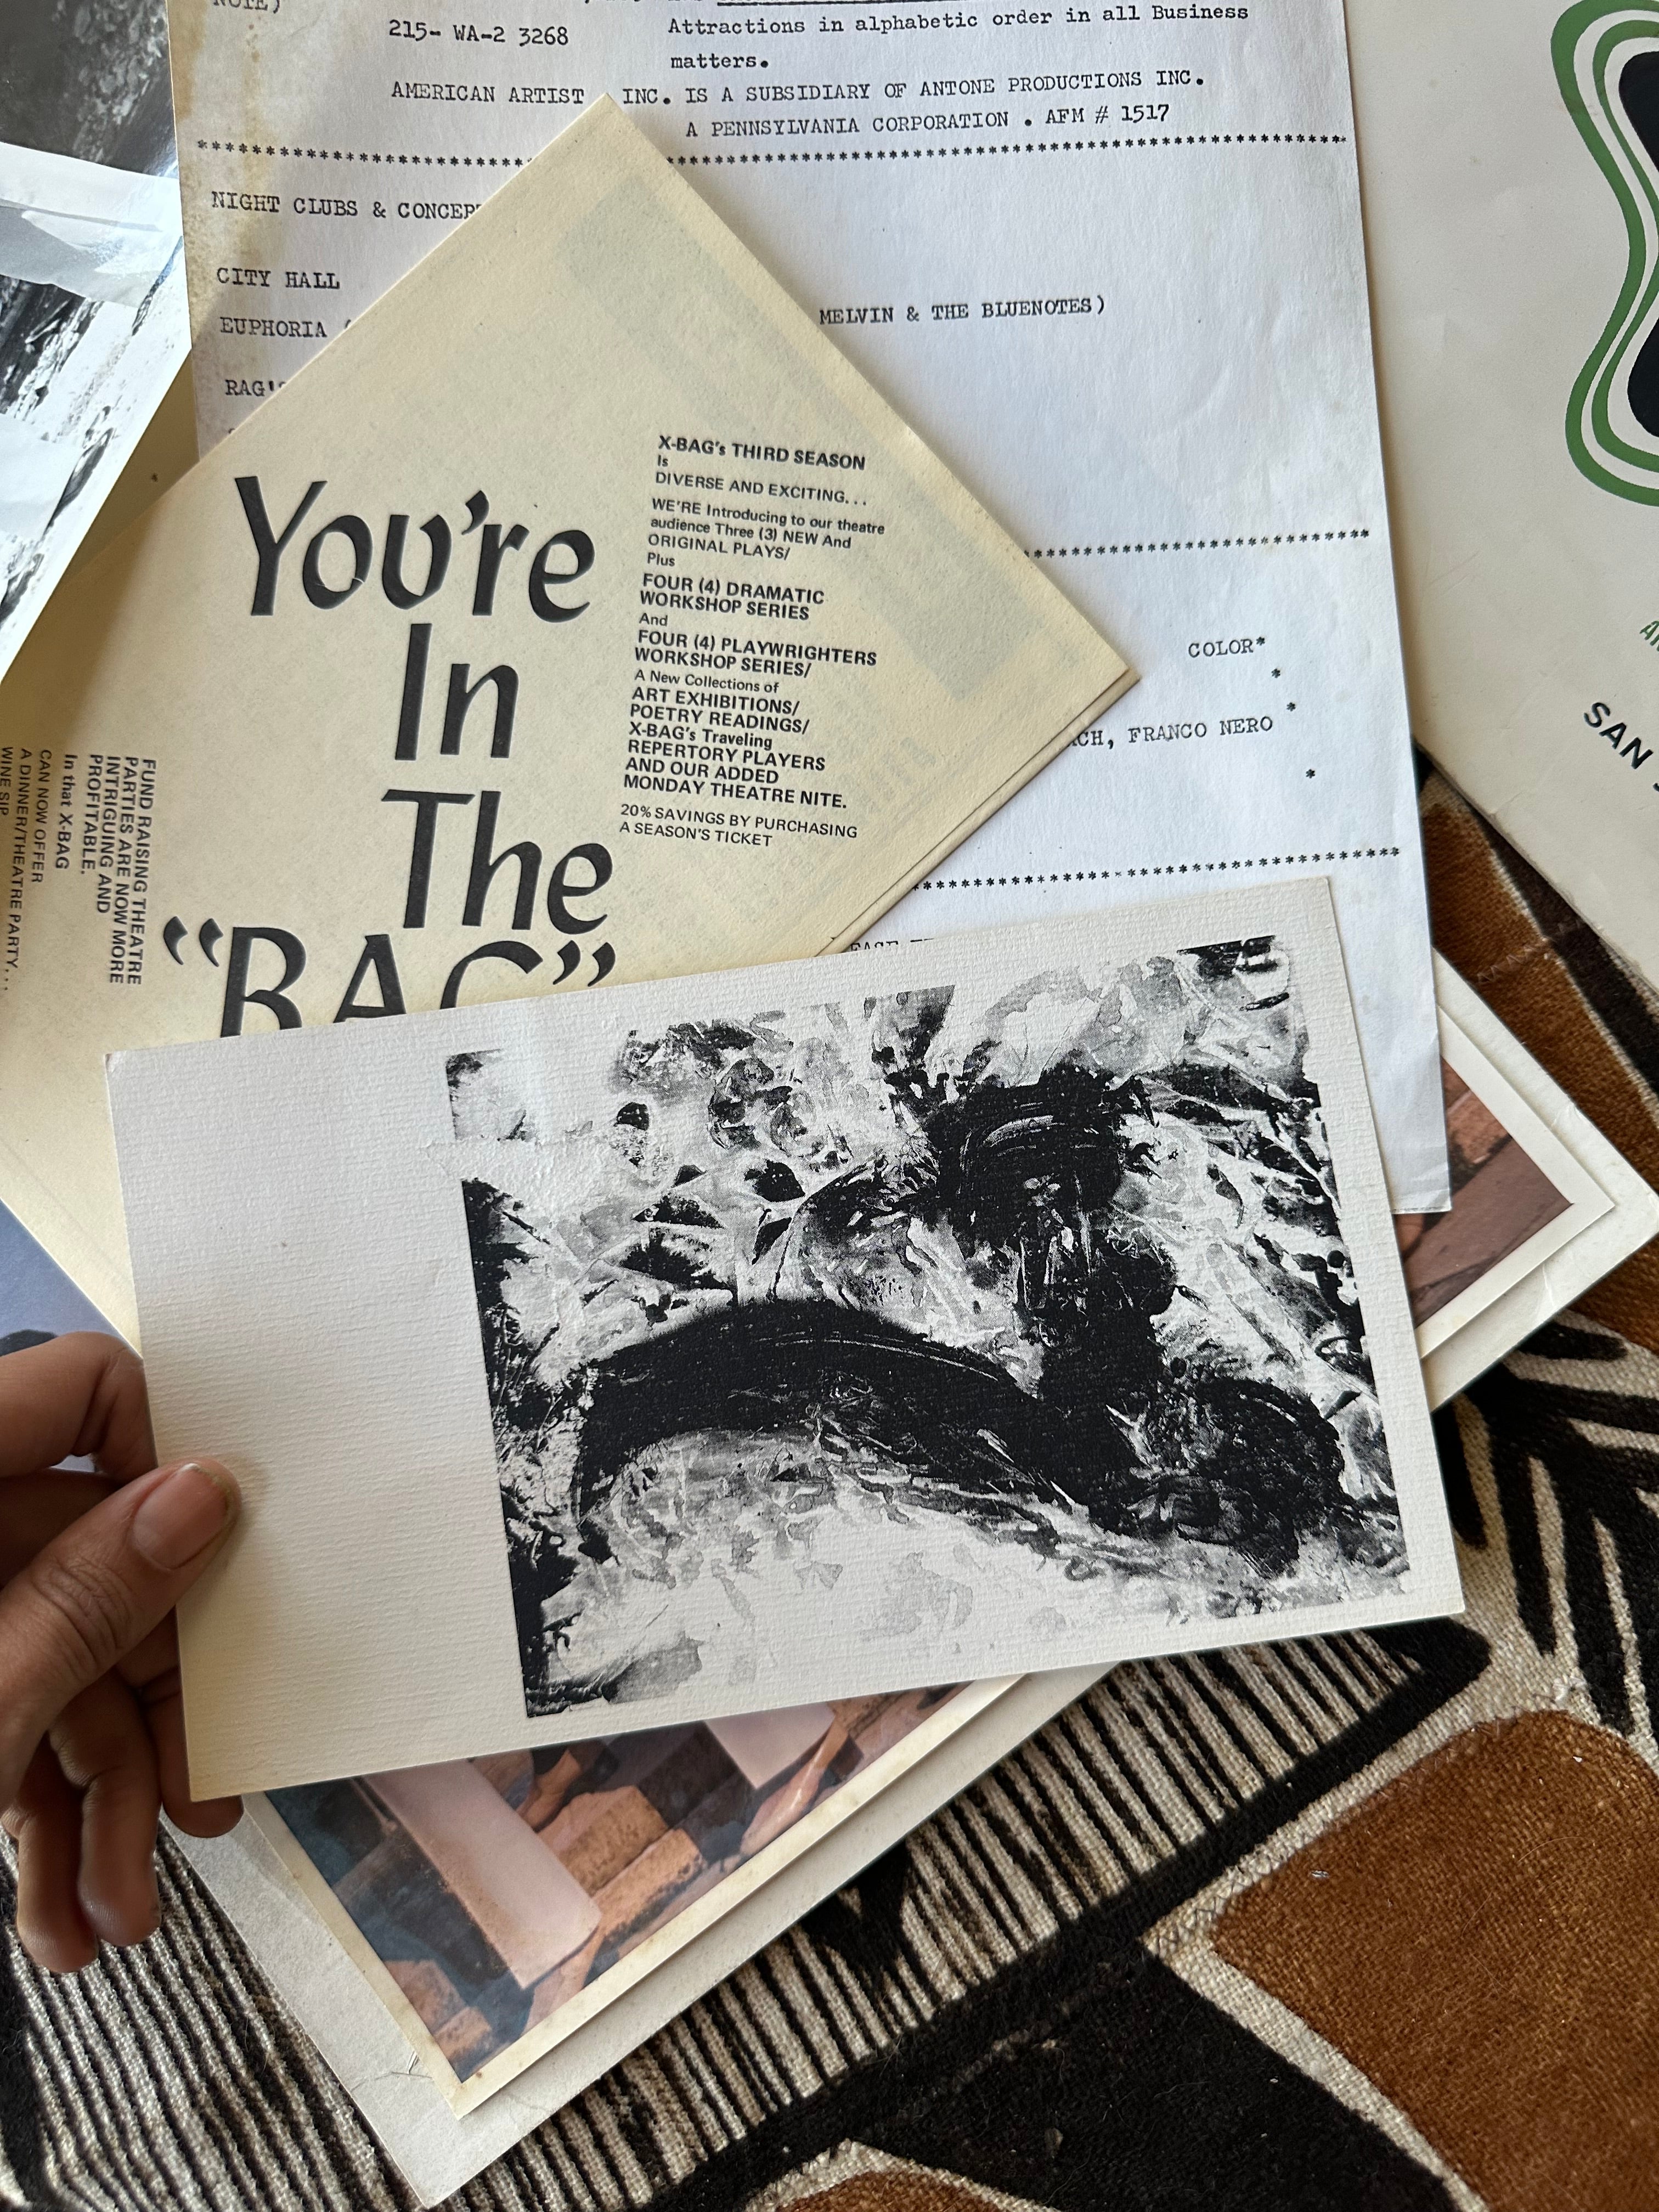 NOTE)
215- WA-2 3268
Attractions in alphabetic order in all Business
matters.
AMERICAN ARTIST INC. IS A SUBSIDIARY OF ANTONE PRODUCTIONS INC.
A PENNSYLVANIA CORPORATION . AFM # 1517
NIGHT CLUBS &
CITY HALL
EUPHORIA
MELVIN & THE BLUENOTES)
COLOR*
FRANCO NERO
You're
In
The
"BAG"
X-BAG's THIRD SEASON
Is
DIVERSE AND EXCITING...
WE'RE Introducing to our theatre
audience Three (3) NEW And
ORIGINAL PLAYS/
Plus
FOUR (4) DRAMATIC
WORKSHOP SERIES
And
FOUR (4) PLAYWRIGHTERS
WORKSHOP SERIES/
A New Collections of
ART EXHIBITIONS/
POETRY READINGS/
X-BAG's Traveling
REPERTORY PLAYERS
AND OUR ADDED
MONDAY THEATRE NITE.
20% SAVINGS BY PURCHASING
A SEASON'S TICKET
FUND RAISING THEATRE
PARTIES ARE NOW MORE
INTRIGUING AND
PROFITABLE.
In that X-BAG
CAN NOW OFFER
A DINNER/THEATRE PARTY...
WINE SIP
SAN